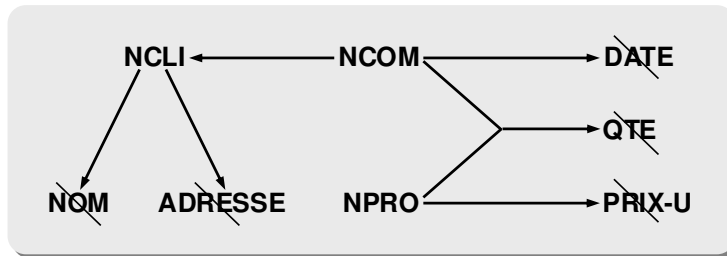 NCLI NCOM DATE
QTE
NOM ADRESSE NPRO PRIX-U